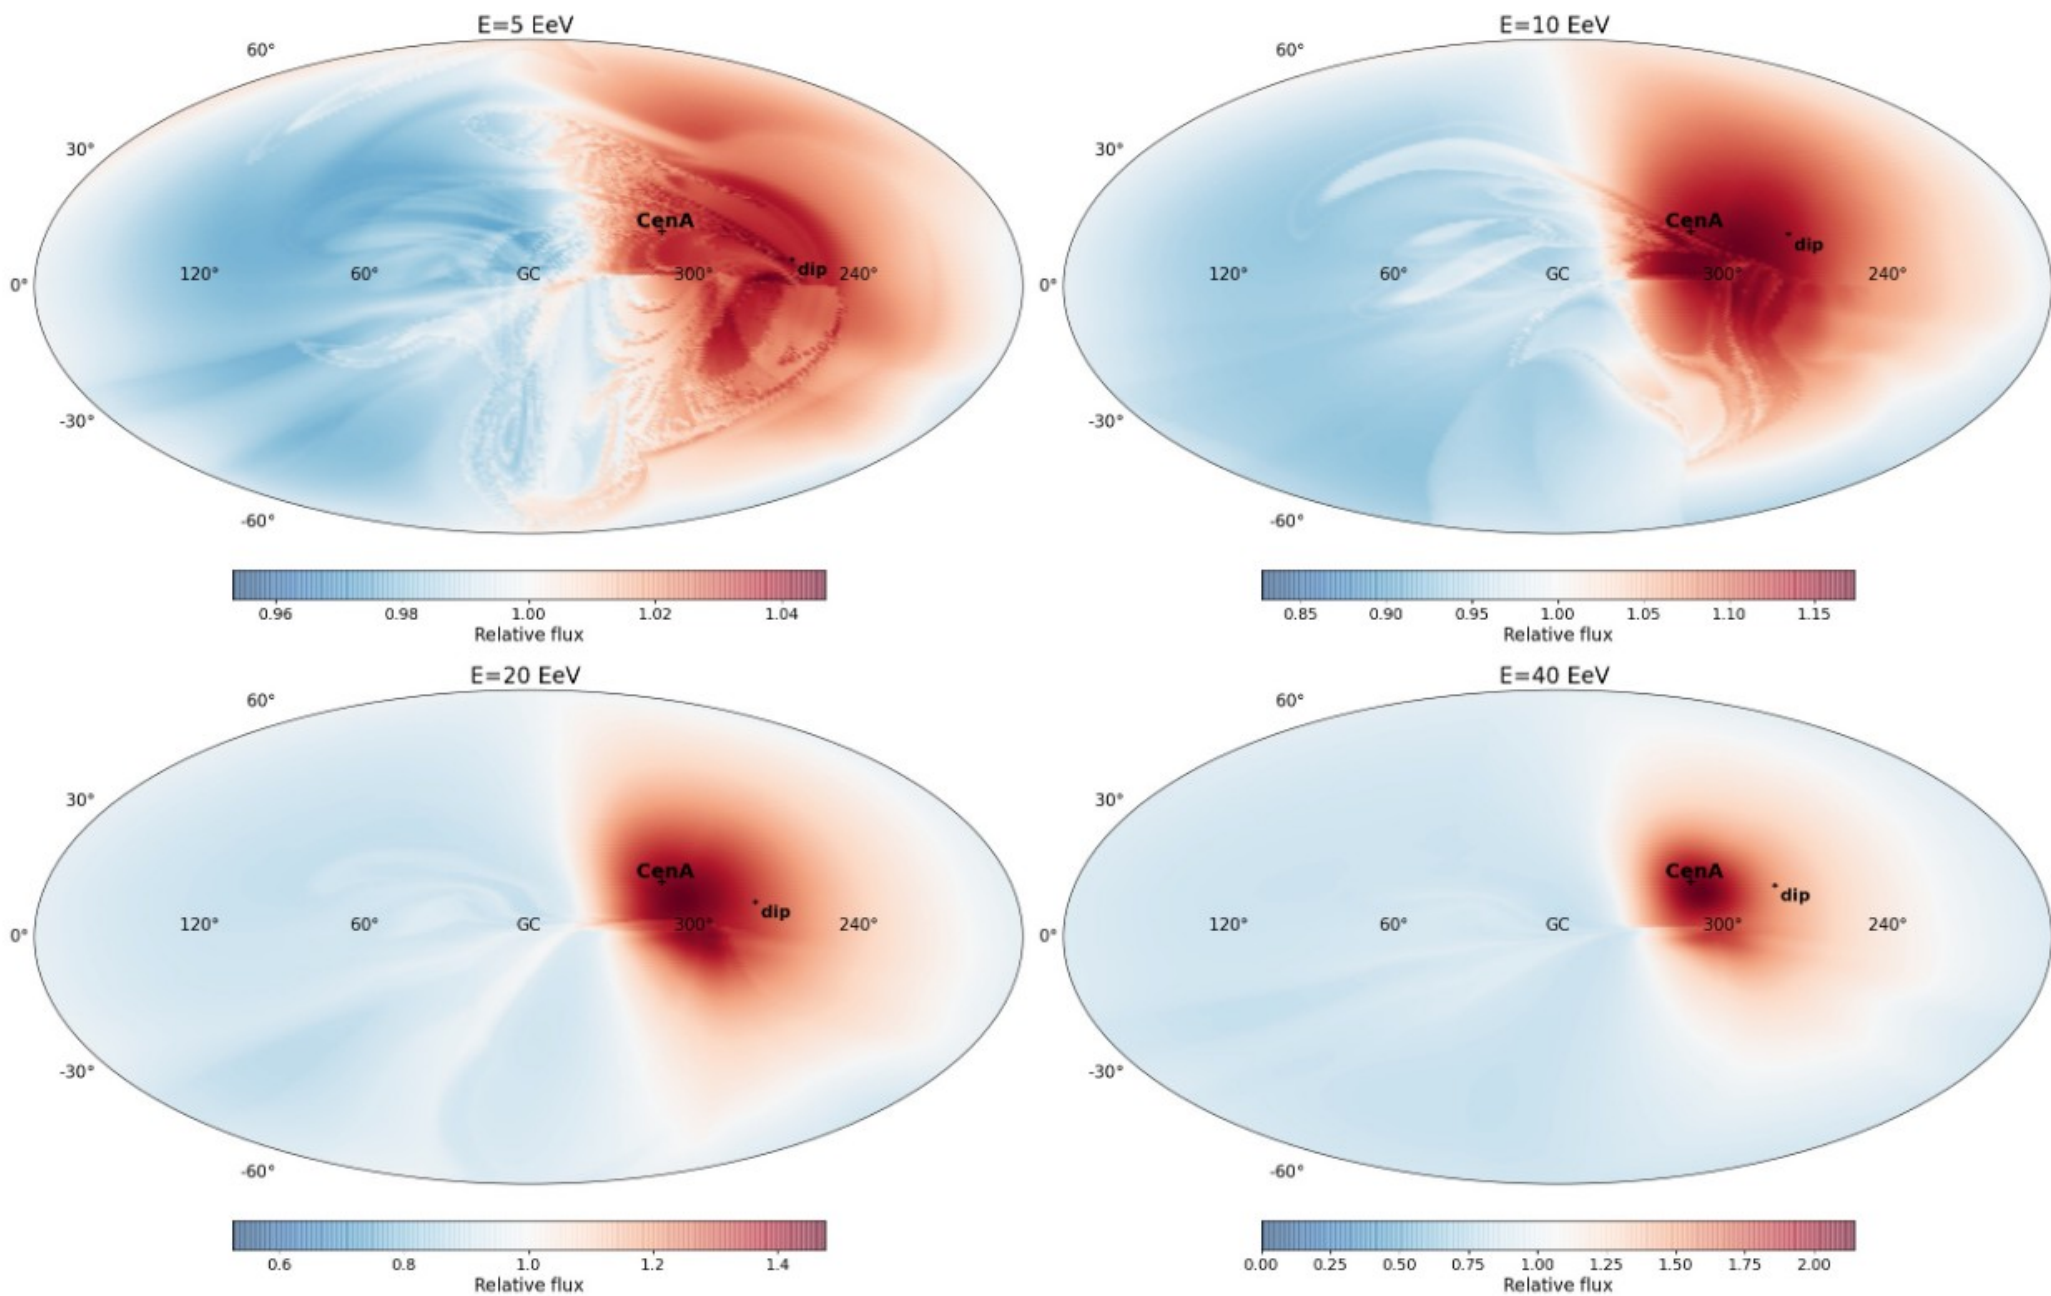 E=5 EeV
60°
30°
CenA
dip
120° 60° GC 300° 240°
0°
-30°
-60°
0.96 0.98 1.00 1.02 1.04
Relative flux
E=10 EeV
60°
30°
CenA
dip
120° 60° GC 300° 240°
0°
-30°
-60°
0.85 0.90 0.95 1.00 1.05 1.10 1.15
Relative flux
E=20 EeV
60°
30°
CenA
dip
120° 60° GC 300° 240°
0°
-30°
-60°
0.6 0.8 1.0 1.2 1.4
Relative flux
E=40 EeV
60°
30°
CenA
dip
120° 60° GC 300° 240°
0°
-30°
-60°
0.00 0.25 0.50 0.75 1.00 1.25 1.50 1.75 2.00
Relative flux